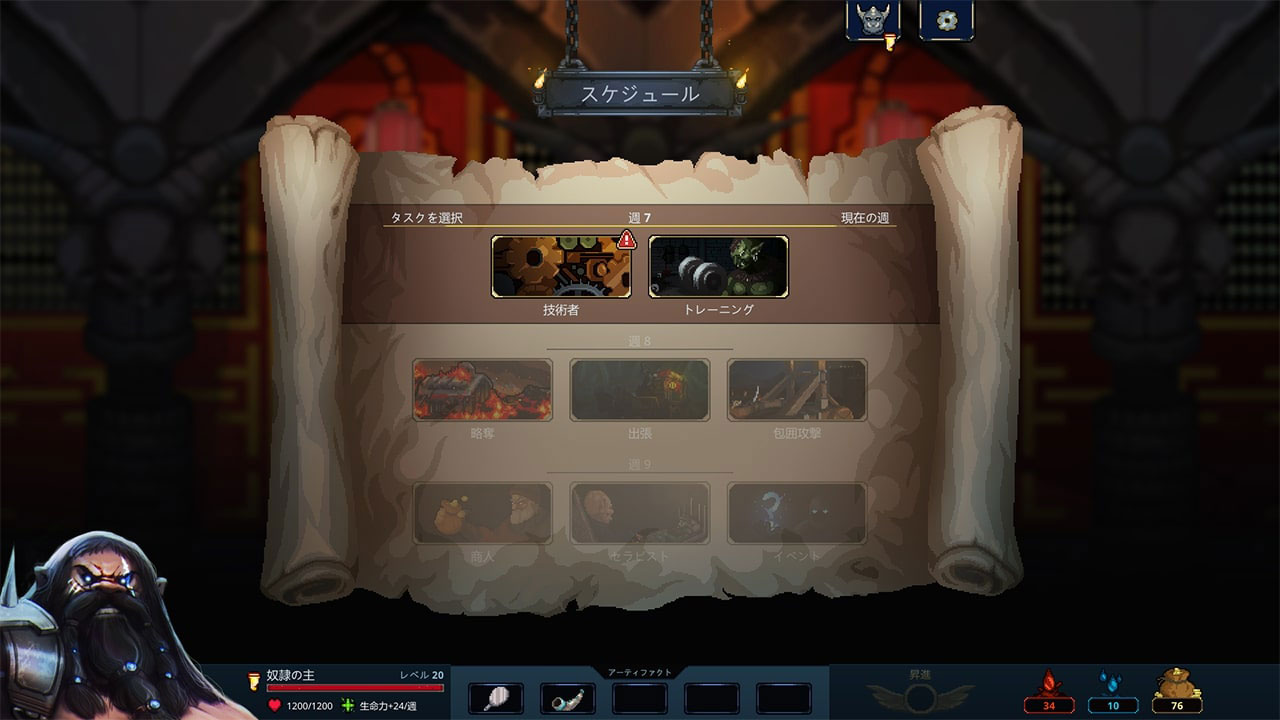 スケジュール
タスクを選択
週 7
現在の週
技術者
トレーニング
週 8
略奪
出張
包囲攻撃
週 9
商人
セラピスト
イベント
奴隷の主
レベル 20
1200/1200
生命力+24/週
アーティファクト
昇進
34
10
76